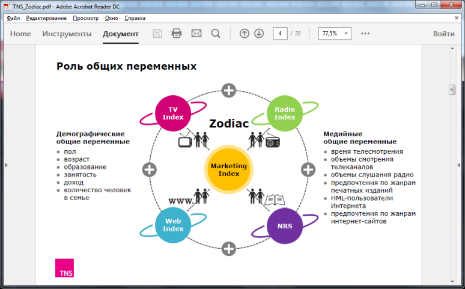 TNS_Zodiac.pdf - Adobe Acrobat Reader DC
Файл Редактирование Просмотр Окно Справка
Home Инструменты Документ 4 / 20 77,5% Войти
Роль общих переменных
TV
Index
Radio
Index
Zodiac
Демографические
общие переменные
пол
возраст
образование
занятость
доход
количество человек
в семье
Marketing
Index
Медийные
общие переменные
время телесмотрения
объемы смотрения
телеканалов
объемы слушания радио
предпочтения по жанрам
печатных изданий
HML-пользователи
Интернета
предпочтения по жанрам
интернет-сайтов
www.
Web
Index
NRS
TNS